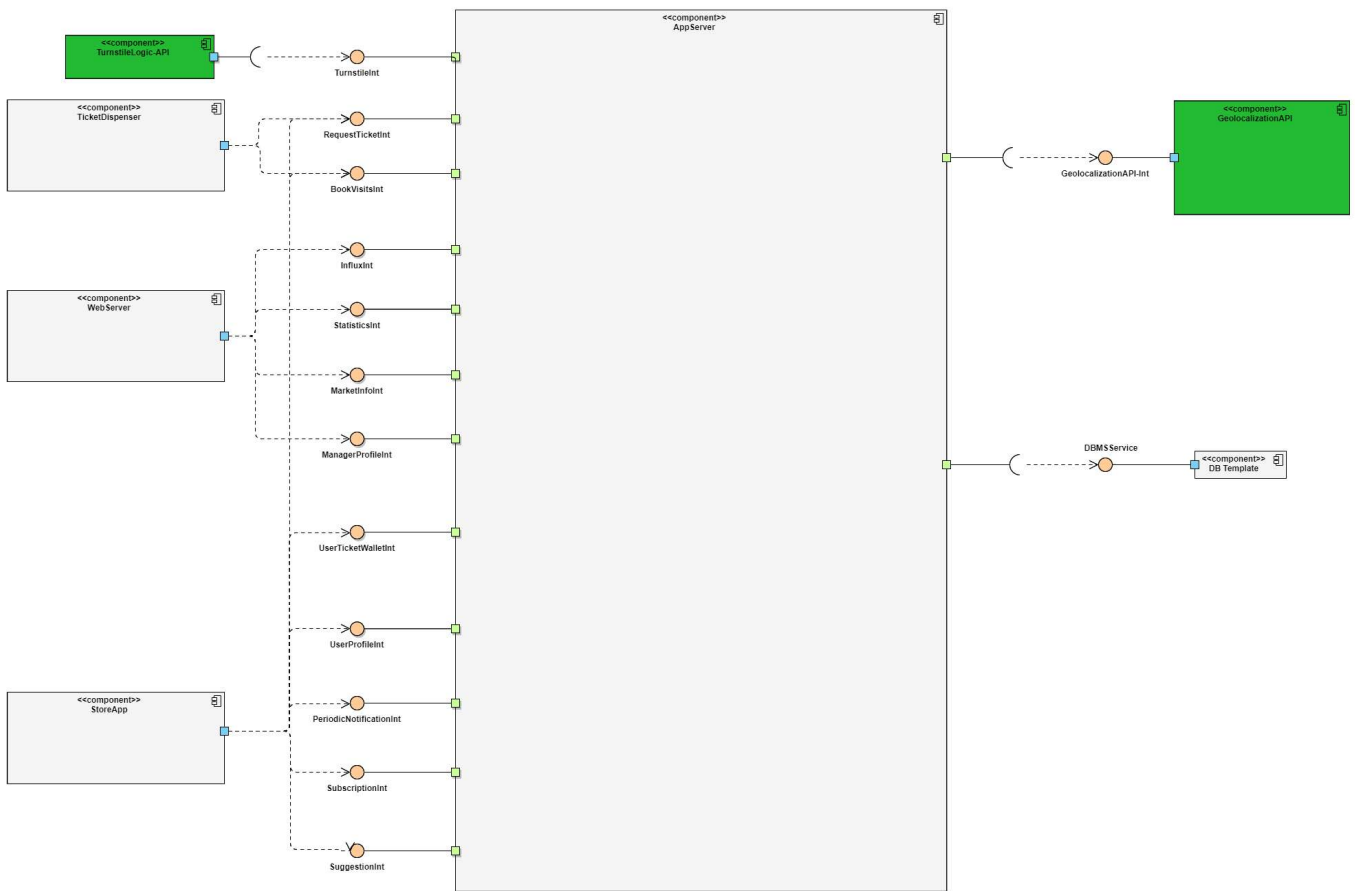 <<component>>
AppServer
<<component>>
TurnstileLogic-API
TurnstileInt
<<component>>
TicketDispenser
RequestTicketInt
BookVisitsInt
<<component>>
GeolocalizationAPI
GeolocalizationAPI-Int
InfluxInt
<<component>>
WebServer
StatisticsInt
MarketInfoInt
ManagerProfileInt
DBMSService
<<component>>
DB Template
UserTicketWalletInt
UserProfileInt
<<component>>
StoreApp
PeriodicNotificationInt
SubscriptionInt
SuggestionInt